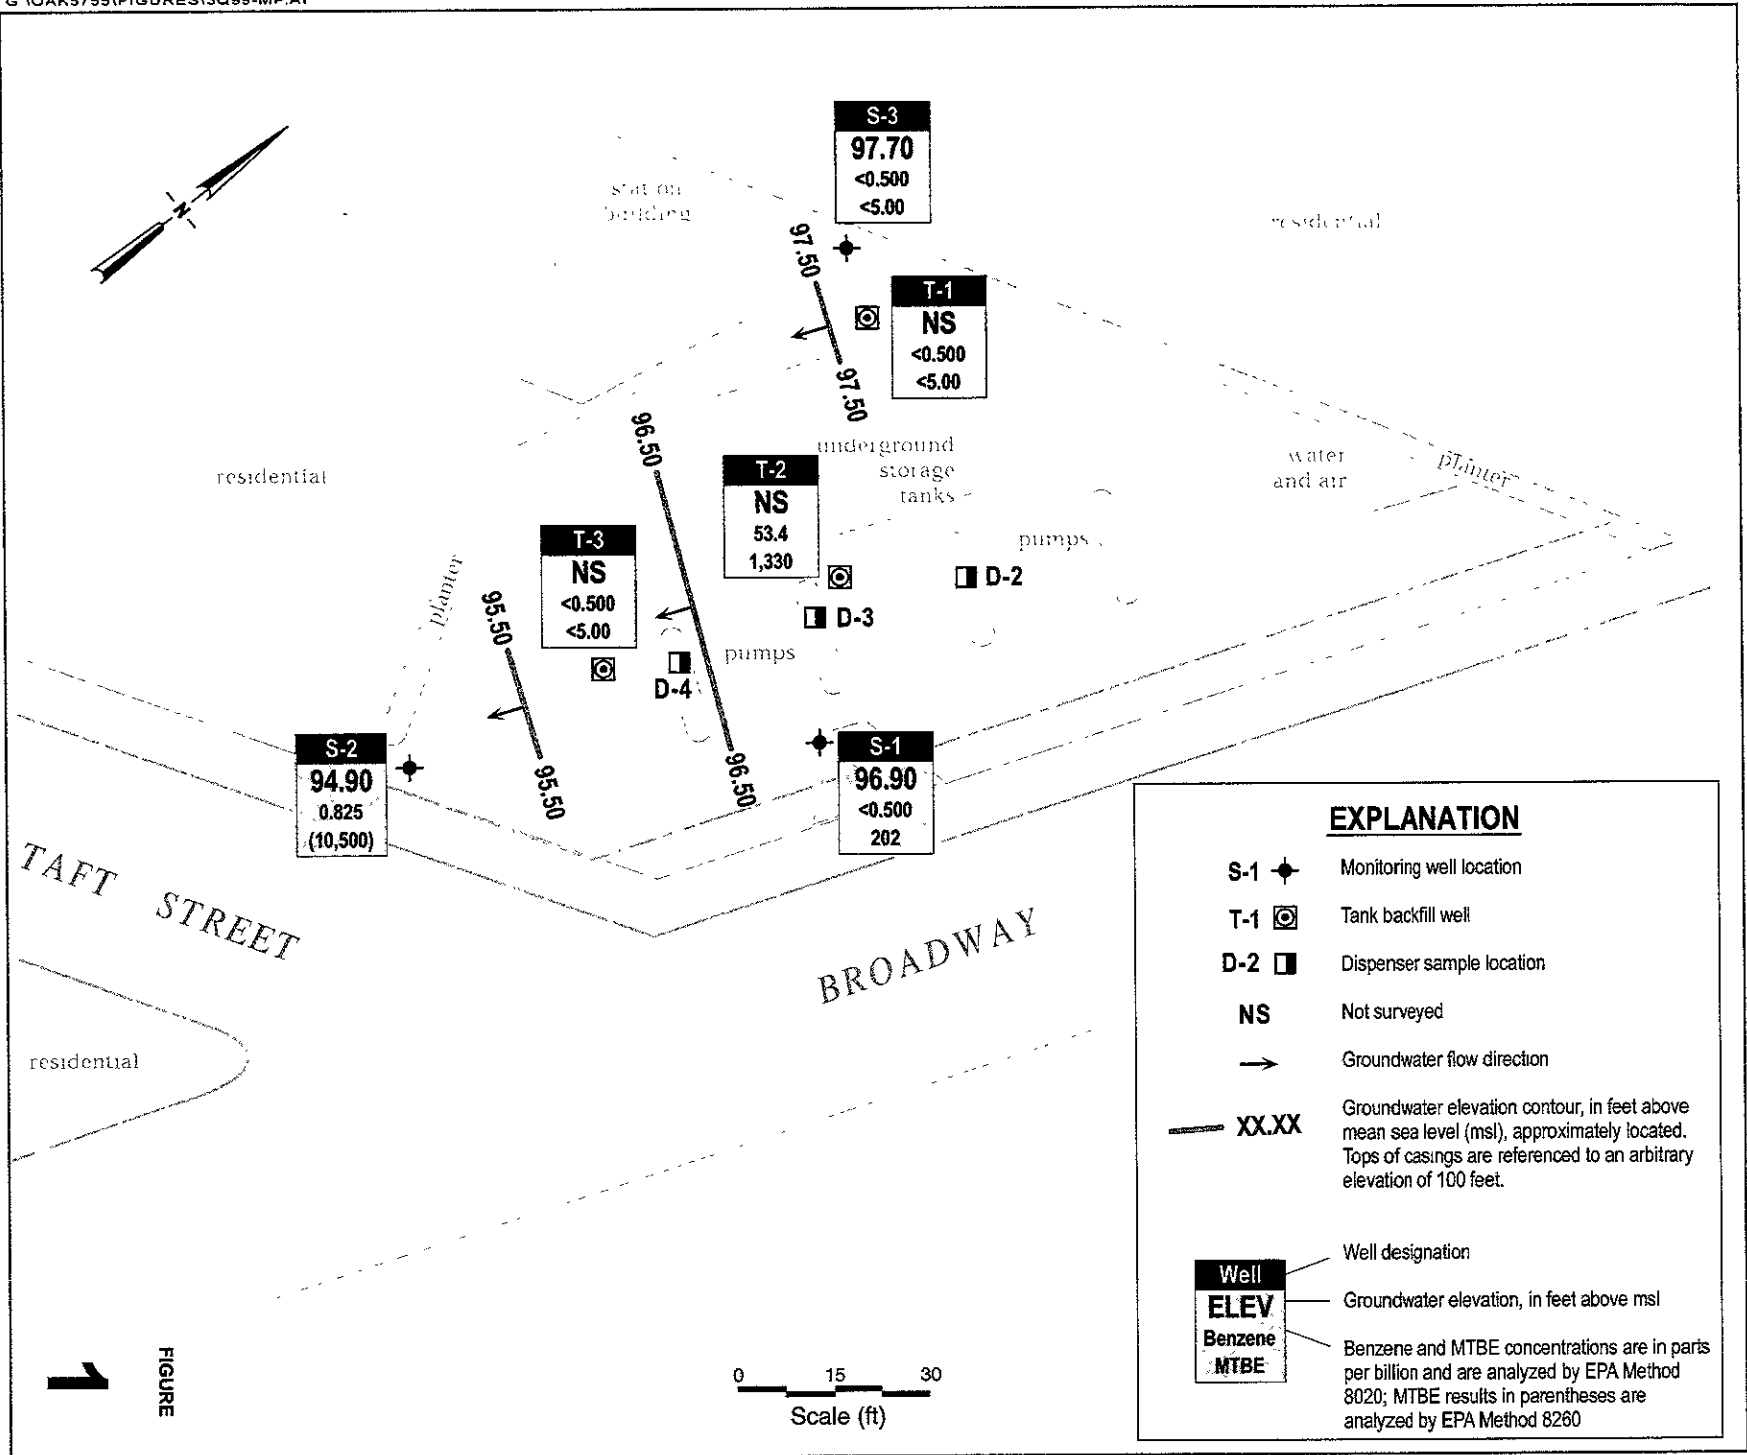 S-3
97.70
<0.500
<5.00
station
building
residential
97.50
T-1
NS
<0.500
<5.00
97.50
N
96.50
underground
storage
tanks
water
and air
planter
residential
T-2
NS
53.4
1,330
pumps
T-3
NS
<0.500
<5.00
planter
D-2
D-3
95.50
pumps
D-4
S-2
94.90
0.825
(10,500)
95.50
96.50
S-1
96.90
<0.500
202
TAFT STREET
BROADWAY
residential
EXPLANATION
S-1 Monitoring well location
T-1 Tank backfill well
D-2 Dispenser sample location
NS Not surveyed
Groundwater flow direction
XX.XX Groundwater elevation contour, in feet above
mean sea level (msl), approximately located.
Tops of casings are referenced to an arbitrary
elevation of 100 feet.
Well designation
Well
ELEV
Groundwater elevation, in feet above msl
Benzene
MTBE
Benzene and MTBE concentrations are in parts
per billion and are analyzed by EPA Method
8020; MTBE results in parentheses are
analyzed by EPA Method 8260
0 15 30
Scale (ft)
FIGURE
1